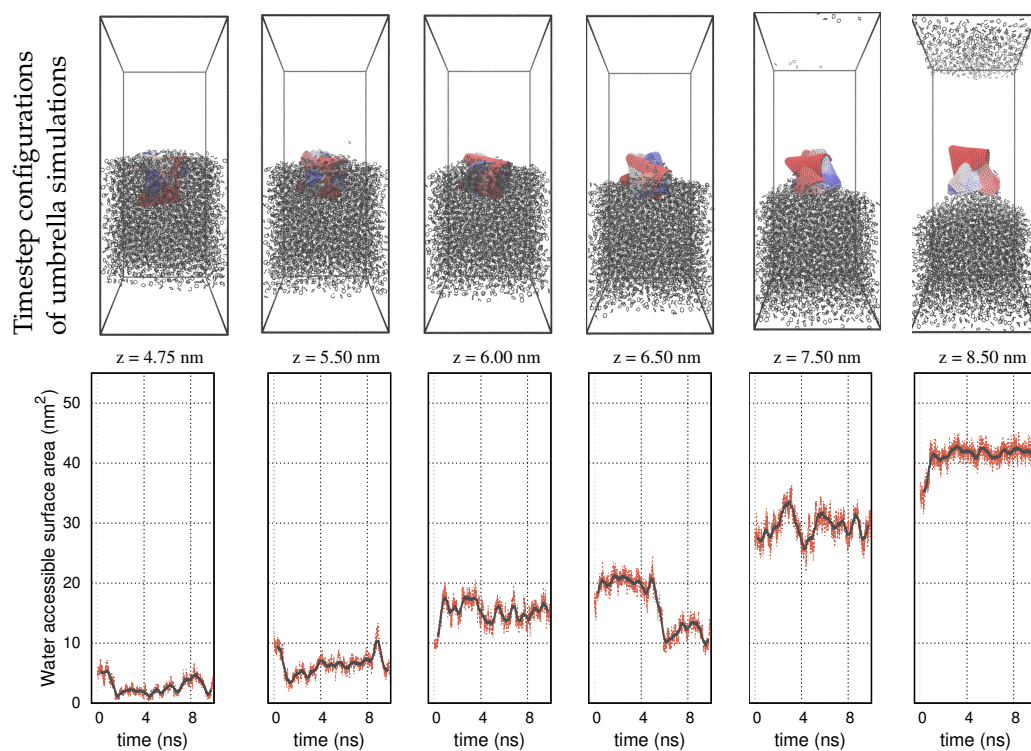 Timestep configurations
of umbrella simulations
z = 4.75 nm
z = 5.50 nm
z = 6.00 nm
z = 6.50 nm
z = 7.50 nm
z = 8.50 nm
Water accessible surface area (nm²)
50
40
30
20
10
0
0 4 8
0 4 8
0 4 8
0 4 8
0 4 8
0 4 8
time (ns)
time (ns)
time (ns)
time (ns)
time (ns)
time (ns)